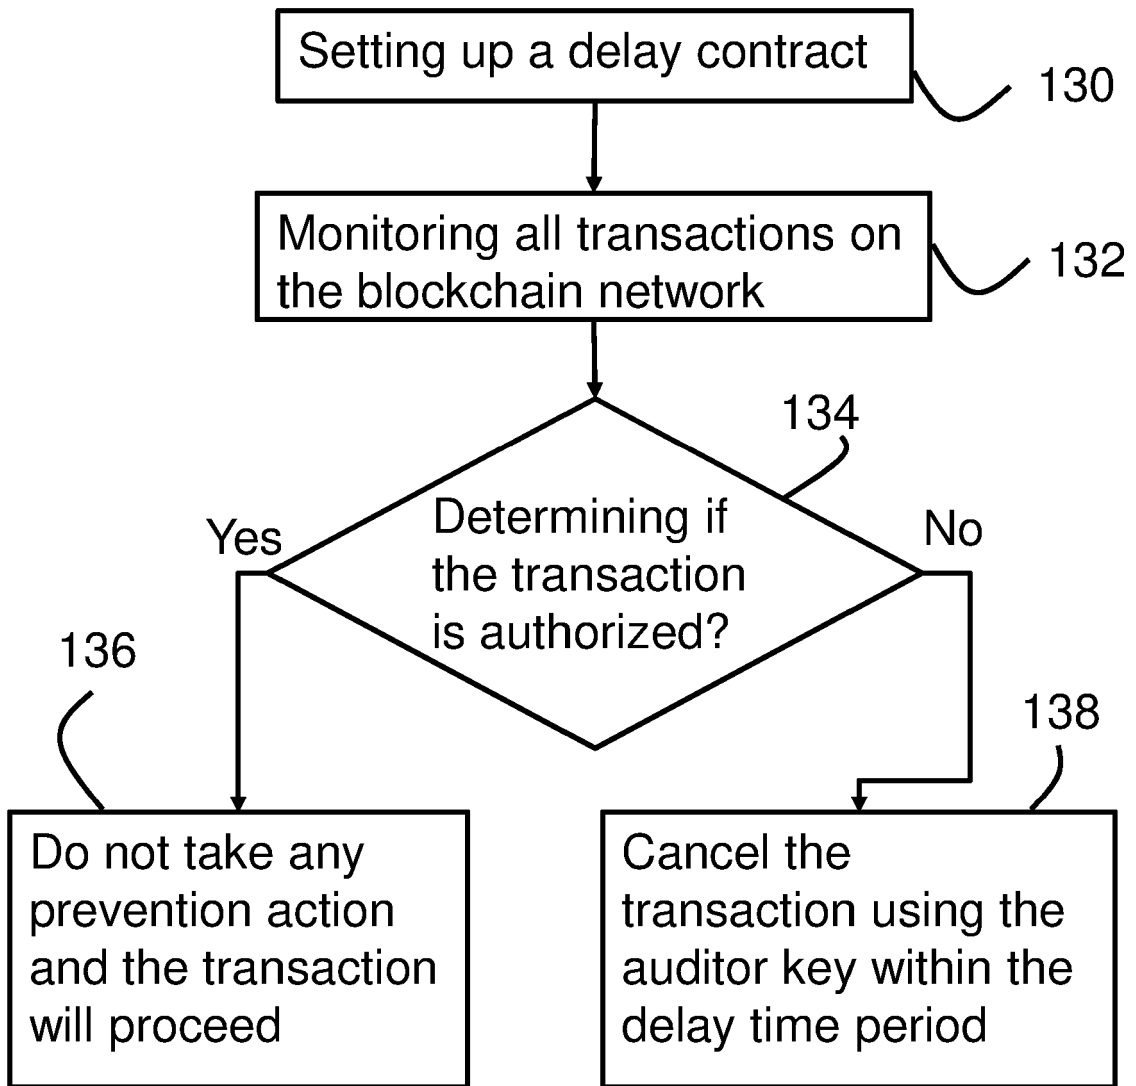 Setting up a delay contract
130
Monitoring all transactions on
the blockchain network
132
134
Determining if
the transaction
is authorized?
Yes
No
136
138
Do not take any
prevention action
and the transaction
will proceed
Cancel the
transaction using the
auditor key within the
delay time period